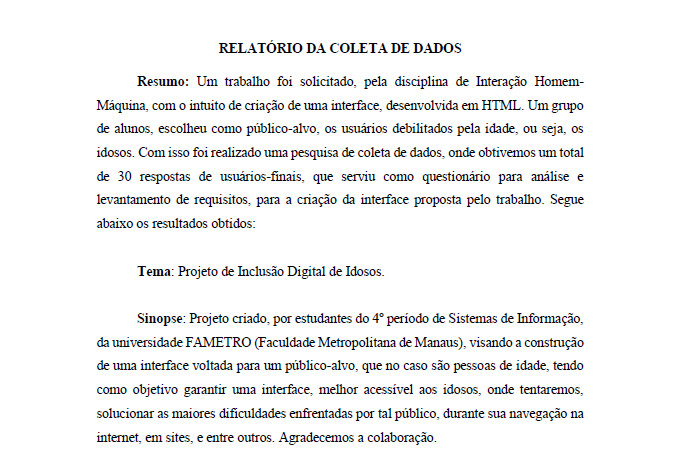 RELATÓRIO DA COLETA DE DADOS
Resumo: Um trabalho foi solicitado, pela disciplina de Interação Homem-
Máquina, com o intuito de criação de uma interface, desenvolvida em HTML. Um grupo
de alunos, escolheu como público-alvo, os usuários debilitados pela idade, ou seja, os
idosos. Com isso foi realizado uma pesquisa de coleta de dados, onde obtivemos um total
de 30 respostas de usuários-finais, que serviu como questionário para análise e
levantamento de requisitos, para a criação da interface proposta pelo trabalho. Segue
abaixo os resultados obtidos:
Tema: Projeto de Inclusão Digital de Idosos.
Sinopse: Projeto criado, por estudantes do 4º período de Sistemas de Informação,
da universidade FAMETRO (Faculdade Metropolitana de Manaus), visando a construção
de uma interface voltada para um público-alvo, que no caso são pessoas de idade, tendo
como objetivo garantir uma interface, melhor acessível aos idosos, onde tentaremos,
solucionar as maiores dificuldades enfrentadas por tal público, durante sua navegação na
internet, em sites, e entre outros. Agradecemos a colaboração.